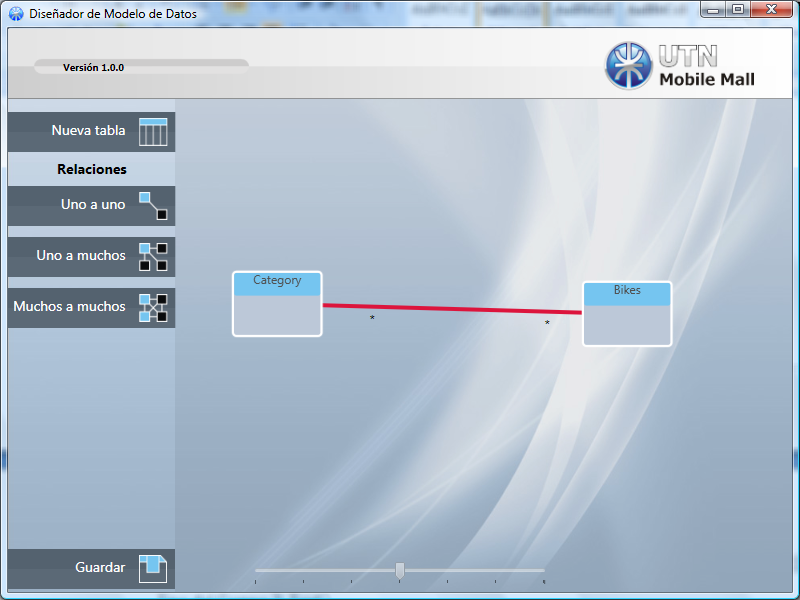 Diseñador de Modelo de Datos
Versión 1.0.0
UTN
Mobile Mall
Nueva tabla
Relaciones
Uno a uno
Uno a muchos
Muchos a muchos
Category
Bikes
*
*
Guardar